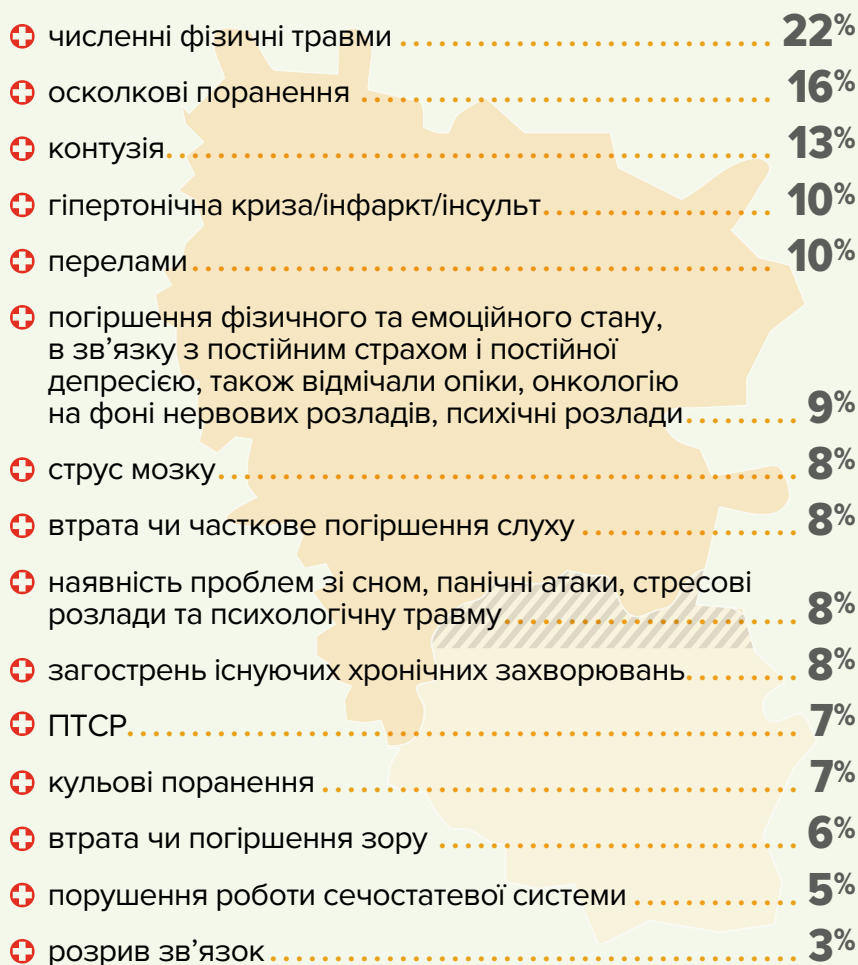 численні фізичні травми 22%
осколкові поранення 16%
контузія 13%
гіпертонічна криза/інфаркт/інсульт 10%
перелами 10%
погіршення фізичного та емоційного стану,
в зв’язку з постійним страхом і постійної
депресією, також відмічали опіки, онкологію
на фоні нервових розладів, психічні розлади 9%
струс мозку 8%
втрата чи часткове погіршення слуху 8%
наявність проблем зі сном, панічні атаки, стресові
розлади та психологічну травму 8%
загострень існуючих хронічних захворювань 8%
ПТСР 7%
кульові поранення 7%
втрата чи погіршення зору 6%
порушення роботи сечостатевої системи 5%
розрив зв’язок 3%